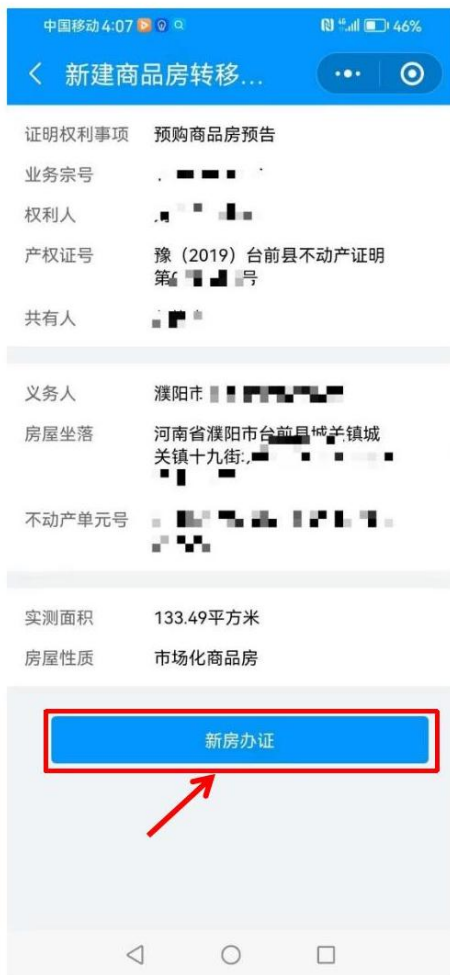 中国移动 4:07
46%
新建商品房转移...
证明权利事项 预购商品房预告
业务宗号
权利人
产权证号 豫（2019）台前县不动产证明
第 号
共有人
义务人 濮阳市
房屋坐落 河南省濮阳市台前县城关镇城
关镇十九街
不动产单元号
实测面积 133.49平方米
房屋性质 市场化商品房
新房办证